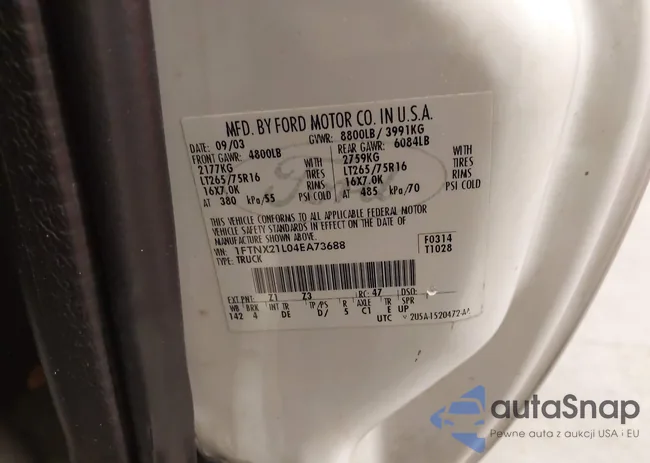 MFD. BY FORD MOTOR CO. IN U.S.A.
DATE: 09/03 GVWR: 8800LB/ 3991KG
FRONT GAWR: 4800LB REAR GAWR: 6084LB
2177KG WITH 2759KG WITH
LT265/75R16 TIRES LT265/75R16 TIRES
16X7.0K RIMS 16X7.0K RIMS
AT 380 kPa/55 PSI COLD AT 485 kPa/70 PSI COLD
THIS VEHICLE CONFORMS TO ALL APPLICABLE FEDERAL MOTOR
VEHICLE SAFETY STANDARDS IN EFFECT ON THE DATE OF
MANUFACTURE SHOWN ABOVE.
VIN: 1FTNX21L04EA73688 F0314
TYPE: TRUCK T1028
EXT PNT: Z1 Z3 RC: 47 DSO:
WB BRK INT TR TP/PS R AXLE TR SPR
142 4 DE D/ 5 C1 E UP
UTC 2U5A-1520472-AA
Ford
autaSnap
Pewne auta z aukcji USA i EU